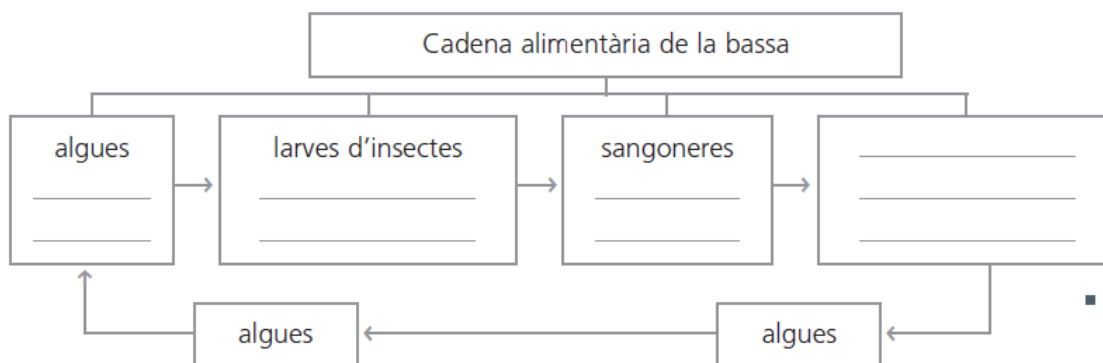 Cadena alimentària de la bassa
algues
larves d'insectes
sangoneres
algues
algues